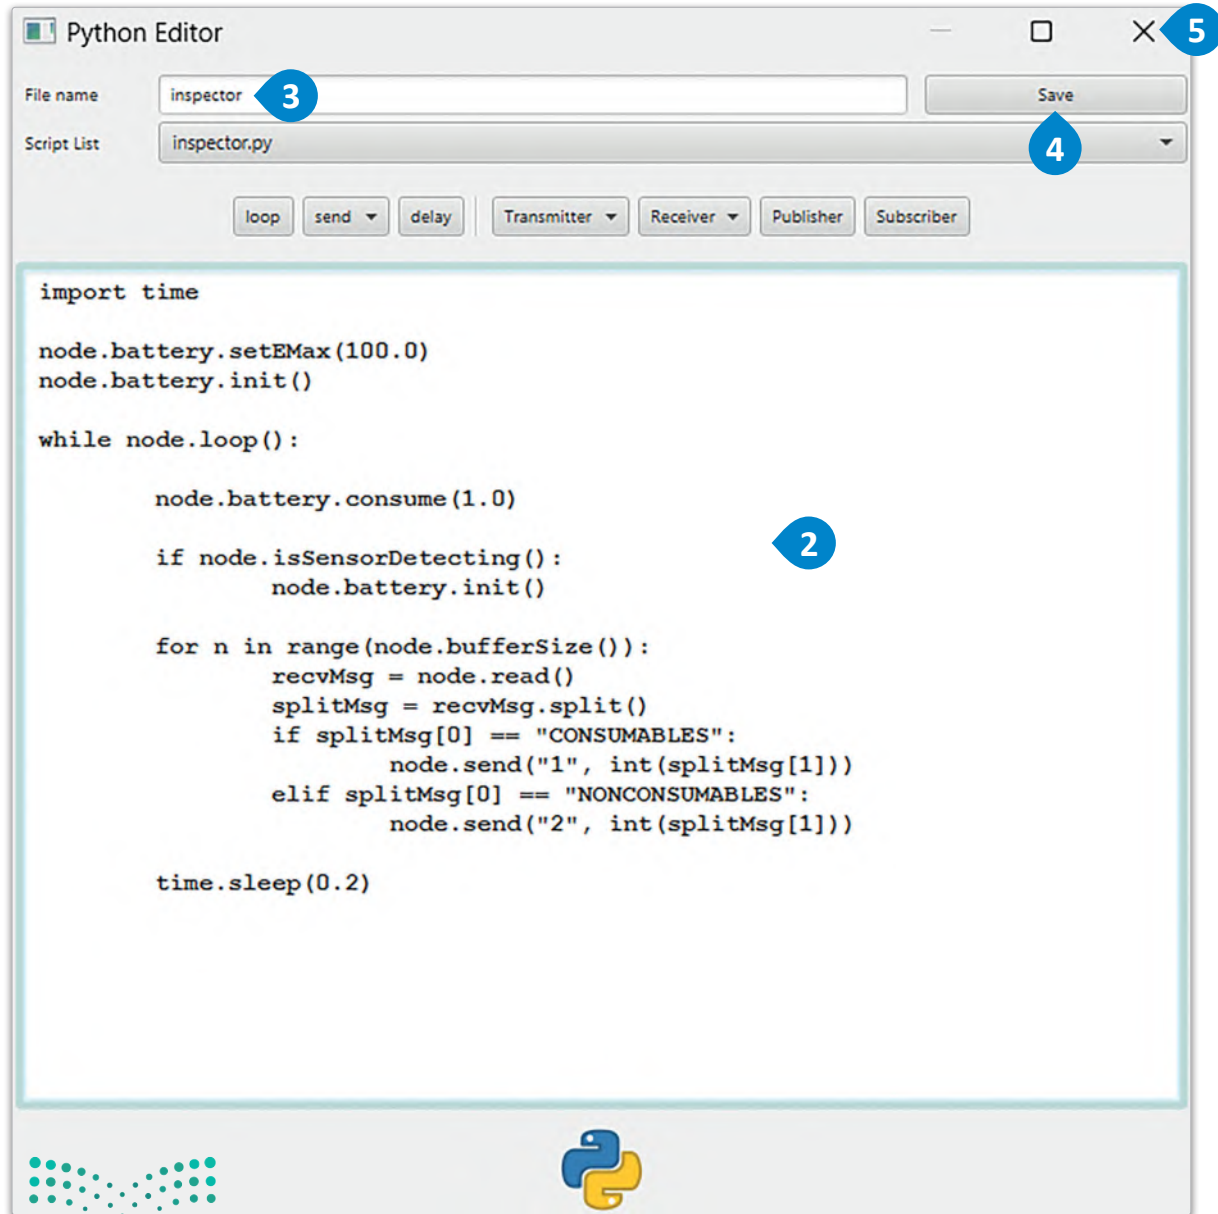 Python Editor
5
File name
inspector
3
Save
Script List
inspector.py
4
loop send delay Transmitter Receiver Publisher Subscriber
import time
node.battery.setEMax(100.0)
node.battery.init()
while node.loop():
node.battery.consume(1.0)
2
if node.isSensorDetecting():
node.battery.init()
for n in range(node.bufferSize()):
recvMsg = node.read()
splitMsg = recvMsg.split()
if splitMsg[0] == "CONSUMABLES":
node.send("1", int(splitMsg[1]))
elif splitMsg[0] == "NONCONSUMABLES":
node.send("2", int(splitMsg[1]))
time.sleep(0.2)